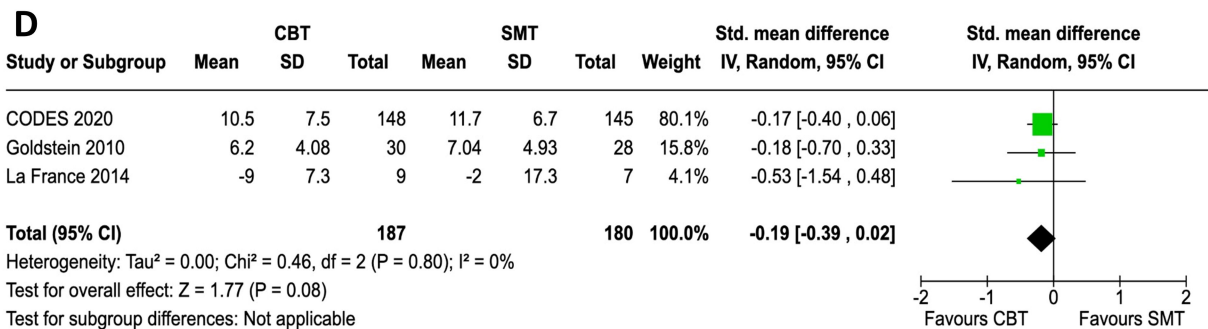 D
CBT SMT Std. mean difference Std. mean difference
Study or Subgroup Mean SD Total Mean SD Total Weight IV, Random, 95% CI IV, Random, 95% CI
CODES 2020 10.5 7.5 148 11.7 6.7 145 80.1% -0.17 [-0.40 , 0.06]
Goldstein 2010 6.2 4.08 30 7.04 4.93 28 15.8% -0.18 [-0.70 , 0.33]
La France 2014 -9 7.3 9 -2 17.3 7 4.1% -0.53 [-1.54 , 0.48]
Total (95% CI) 187 180 100.0% -0.19 [-0.39 , 0.02]
Heterogeneity: Tau² = 0.00; Chi² = 0.46, df = 2 (P = 0.80); I² = 0%
Test for overall effect: Z = 1.77 (P = 0.08)
Test for subgroup differences: Not applicable
-2 -1 0 1 2
Favours CBT Favours SMT